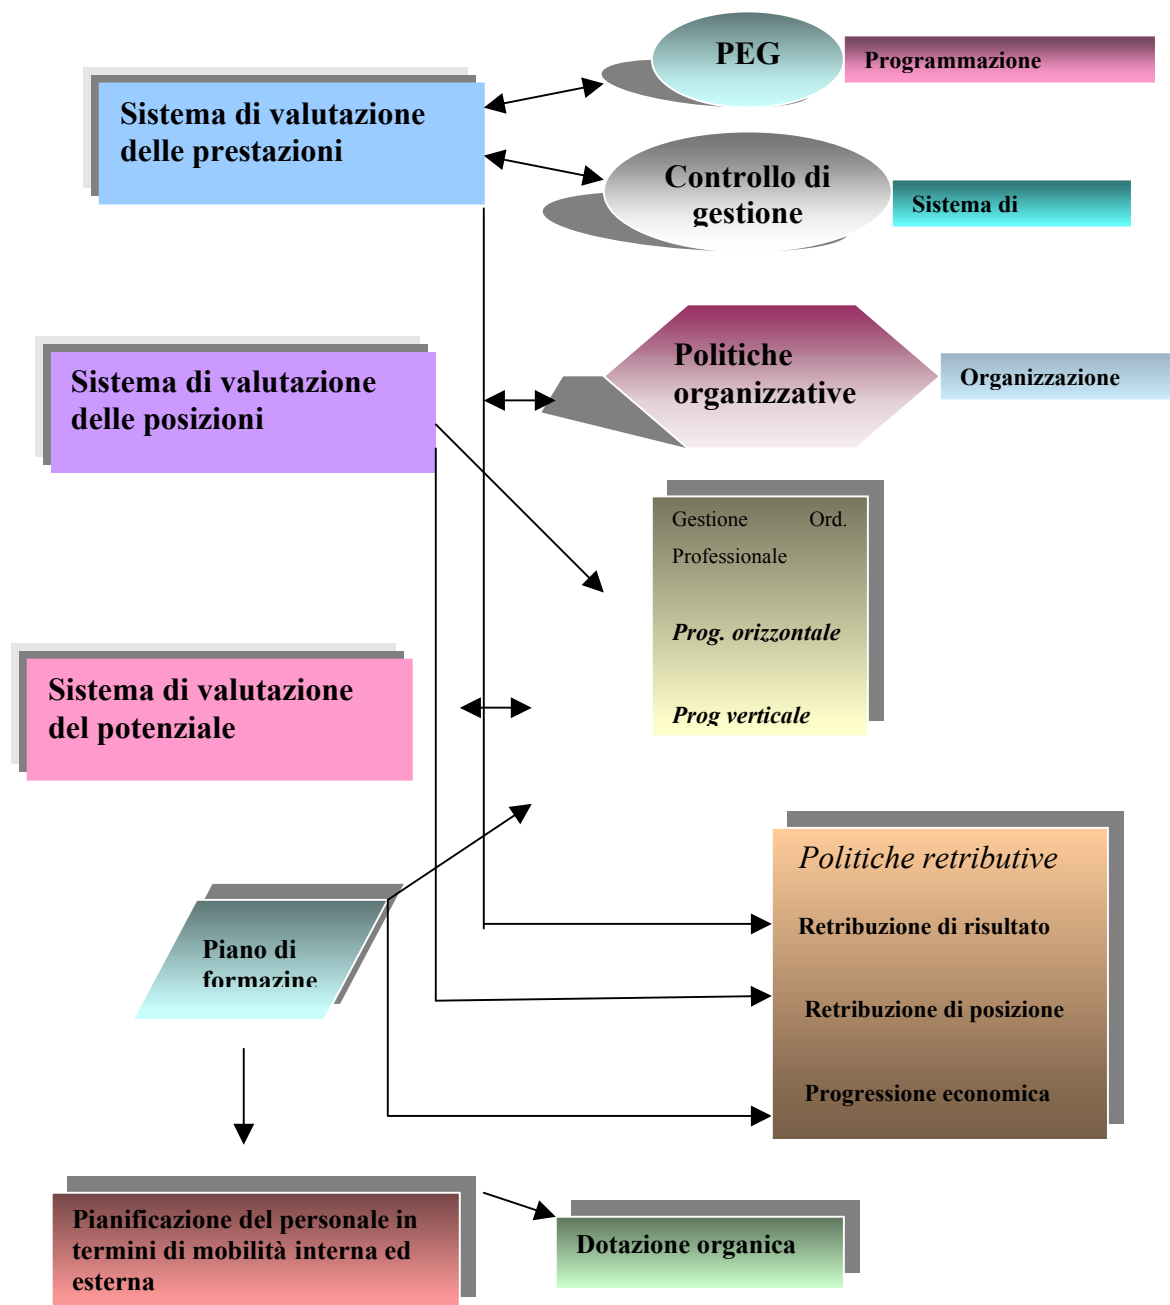 PEG
Programmazione
Sistema di valutazione
delle prestazioni
Controllo di
gestione
Sistema di
Politiche
organizzative
Organizzazione
Sistema di valutazione
delle posizioni
Gestione Ord.
Professionale
Prog. orizzontale
Prog verticale
Sistema di valutazione
del potenziale
Politiche retributive
Retribuzione di risultato
Retribuzione di posizione
Progressione economica
Piano di
formazine
Pianificazione del personale in
termini di mobilità interna ed
esterna
Dotazione organica